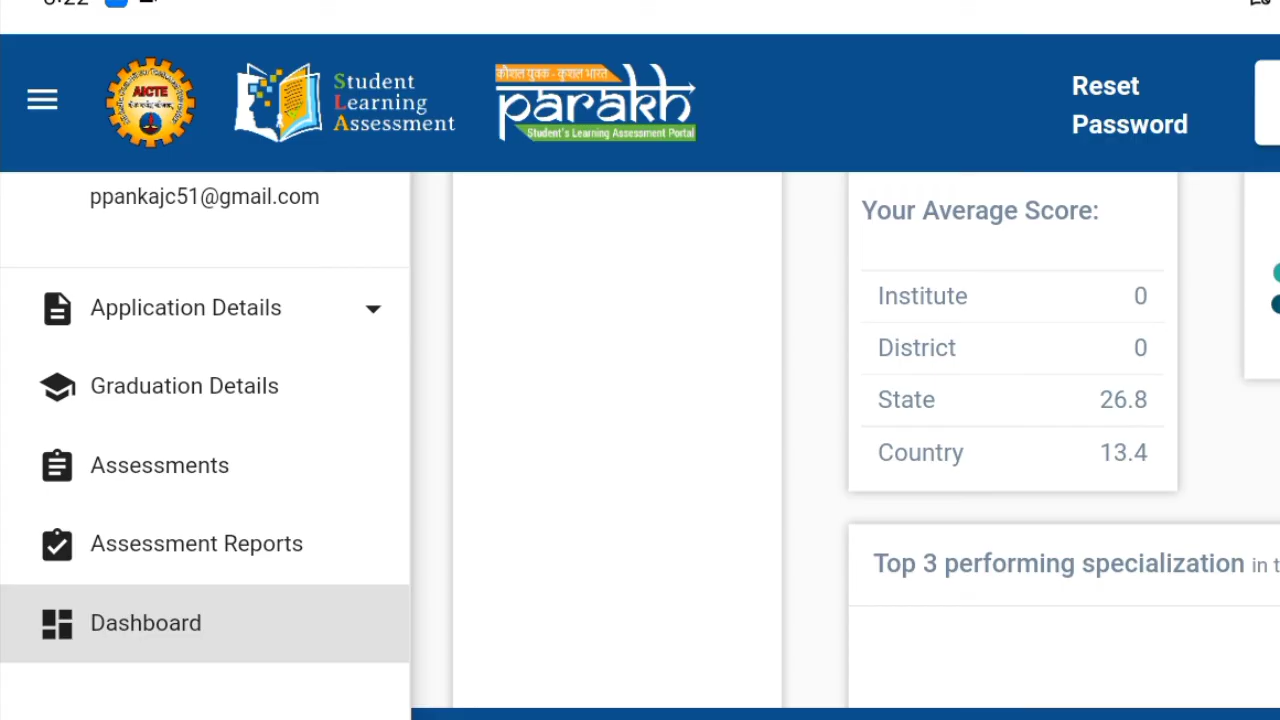 AICTE
Student
Learning
Assessment
कौशल युवक - कुशल भारत
parakh
Student's Learning Assessment Portal
Reset
Password
ppankajc51@gmail.com
Application Details
Graduation Details
Assessments
Assessment Reports
Dashboard
Your Average Score:
Institute 0
District 0
State 26.8
Country 13.4
Top 3 performing specialization in